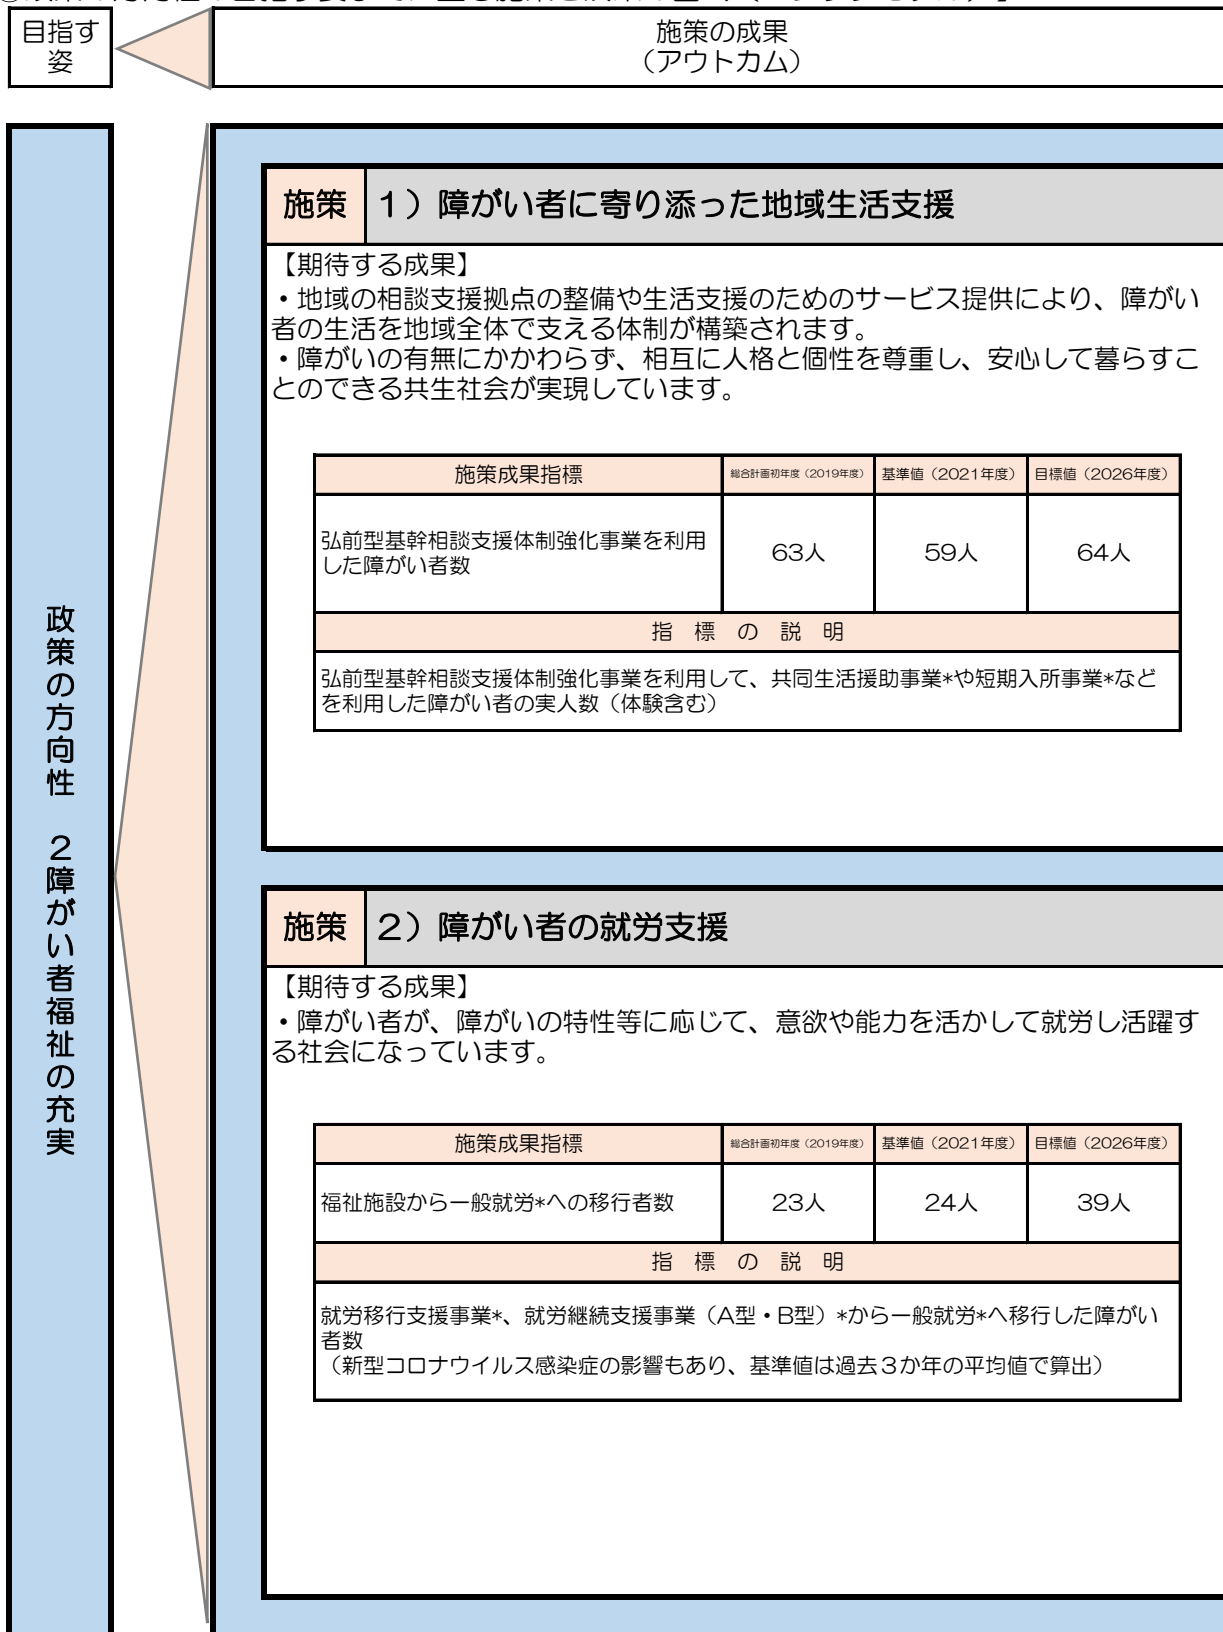 目指す
姿
施策の成果
（アウトカム）
政策の方向性　２障がい者福祉の充実
施策
１）障がい者に寄り添った地域生活支援
【期待する成果】
・地域の相談支援拠点の整備や生活支援のためのサービス提供により、障がい
者の生活を地域全体で支える体制が構築されます。
・障がいの有無にかかわらず、相互に人格と個性を尊重し、安心して暮らすこ
とのできる共生社会が実現しています。
施策成果指標
総合計画初年度（2019年度）
基準値（2021年度）
目標値（2026年度）
弘前型基幹相談支援体制強化事業を利用
した障がい者数
63人
59人
64人
指　標　の　説　明
弘前型基幹相談支援体制強化事業を利用して、共同生活援助事業*や短期入所事業*など
を利用した障がい者の実人数（体験含む）
施策
２）障がい者の就労支援
【期待する成果】
・障がい者が、障がいの特性等に応じて、意欲や能力を活かして就労し活躍す
る社会になっています。
施策成果指標
総合計画初年度（2019年度）
基準値（2021年度）
目標値（2026年度）
福祉施設から一般就労*への移行者数
23人
24人
39人
指　標　の　説　明
就労移行支援事業*、就労継続支援事業（A型・B型）*から一般就労*へ移行した障がい
者数
（新型コロナウイルス感染症の影響もあり、基準値は過去３か年の平均値で算出）